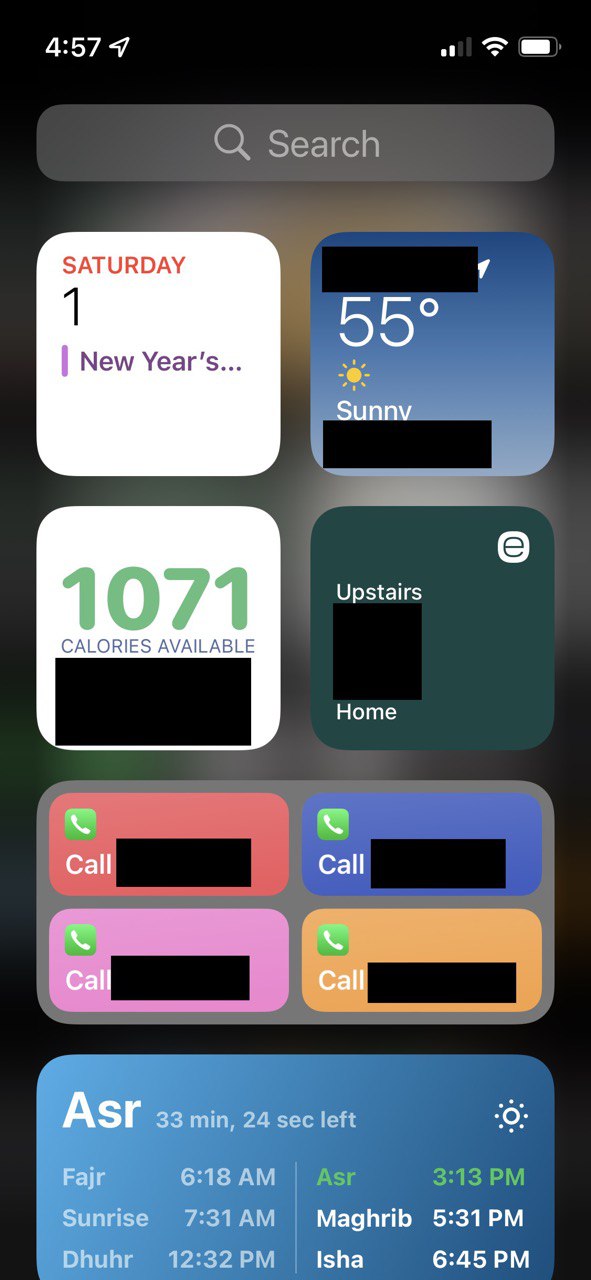 4:57
Search
SATURDAY
1
New Year's...
55°
Sunny
1071
CALORIES AVAILABLE
e
Upstairs
Home
Call
Call
Call
Call
Asr 33 min, 24 sec left
Fajr 6:18 AM
Sunrise 7:31 AM
Dhuhr 12:32 PM
Asr 3:13 PM
Maghrib 5:31 PM
Isha 6:45 PM